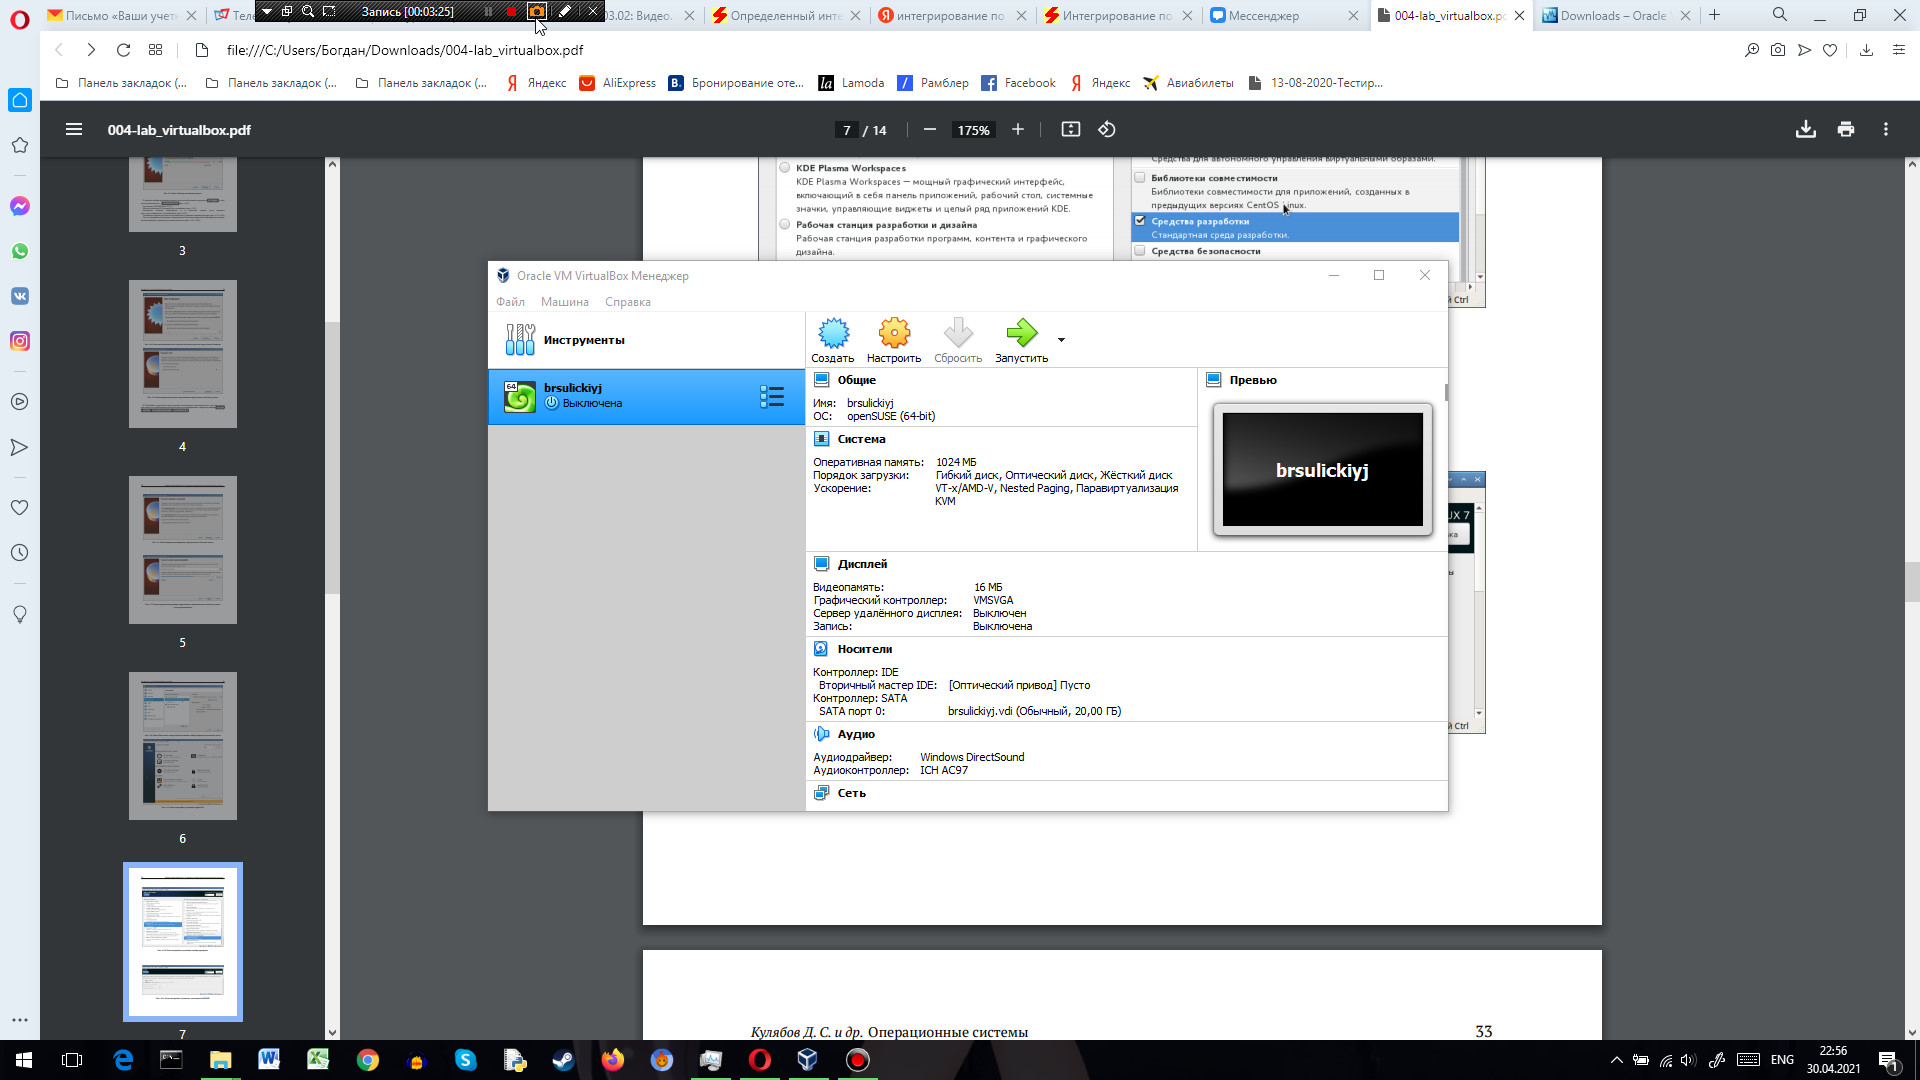 Письмо «Ваши учет
Теле
Запись [00:03:25]
03.02: Видео.
Определенный инте
интегрирование по
Интегрирование по
Мессенджер
004-lab_virtualbox.p
Downloads – Oracle
file:///C:/Users/Богдан/Downloads/004-lab_virtualbox.pdf
Панель закладок (...
Панель закладок (...
Панель закладок (...
Яндекс
AliExpress
Бронирование оте...
Lamoda
Рамблер
Facebook
Яндекс
Авиабилеты
13-08-2020-Тестир...
004-lab_virtualbox.pdf
7 / 14
175%
3
4
5
6
7
KDE Plasma Workspaces
KDE Plasma Workspaces — мощный графический интерфейс,
включающий в себя панель приложений, рабочий стол, системные
значки, управляющие виджеты и целый ряд приложений KDE.
Рабочая станция разработки и дизайна
Рабочая станция разработки программ, контента и графического
дизайна.
Средства для автономного управления виртуальными образами.
Библиотеки совместимости
Библиотеки совместимости для приложений, созданных в
предыдущих версиях CentOS Linux.
Средства разработки
Стандартная среда разработки.
Средства безопасности
й Ctrl
Oracle VM VirtualBox Менеджер
Файл Машина Справка
Инструменты
64
brsulickiyj
Выключена
Создать Настроить Сбросить Запустить
Общие
Имя: brsulickiyj
ОС: openSUSE (64-bit)
Система
Оперативная память: 1024 МБ
Порядок загрузки: Гибкий диск, Оптический диск, Жёсткий диск
Ускорение: VT-x/AMD-V, Nested Paging, Паравиртуализация
KVM
Превью
brsulickiyj
Дисплей
Видеопамять: 16 МБ
Графический контроллер: VMSVGA
Сервер удалённого дисплея: Выключен
Запись: Выключена
Носители
Контроллер: IDE
Вторичный мастер IDE: [Оптический привод] Пусто
Контроллер: SATA
SATA порт 0: brsulickiyj.vdi (Обычный, 20,00 ГБ)
Аудио
Аудиодрайвер: Windows DirectSound
Аудиоконтроллер: ICH AC97
Сеть
UX 7
ка
ы
й Ctrl
Кулябов Д. С. и др. Операционные системы
33
ENG
22:56
30.04.2021
1